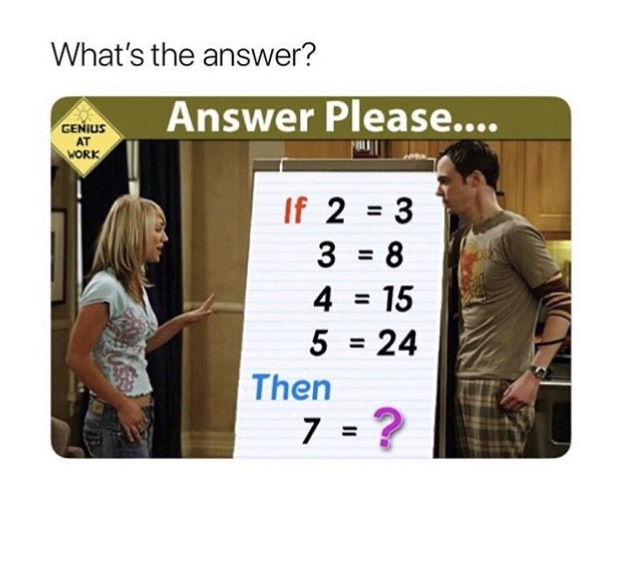 What's the answer?
GENIUS
AT
WORK
Answer Please....
If 2 = 3
3 = 8
4 = 15
5 = 24
Then
7 = ?